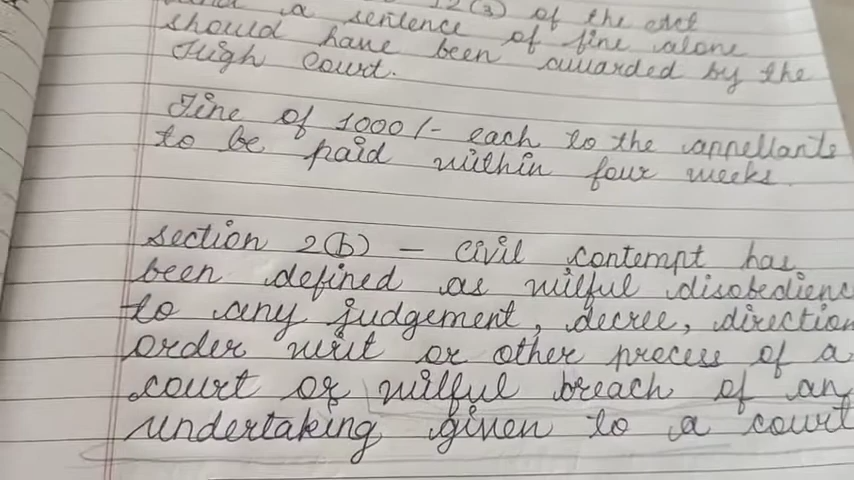 a sentence 12(3) of the act
should have been of fine alone
High Court. awarded by the
Fine of 1000/- each to the appellants
to be paid within four weeks.
section 2(b) – civil contempt has
been defined as wilful disobedienc
to any judgement, decree, direction
order writ or other process of a
court or wilful breach of an
undertaking given to a court